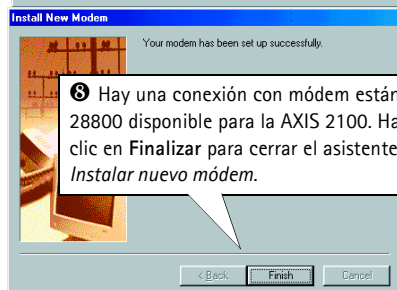 Install New Modem
Your modem has been set up successfully.
❽ Hay una conexión con módem están
28800 disponible para la AXIS 2100. Ha
clic en Finalizar para cerrar el asistente
Instalar nuevo módem.
< Back
Finish
Cancel